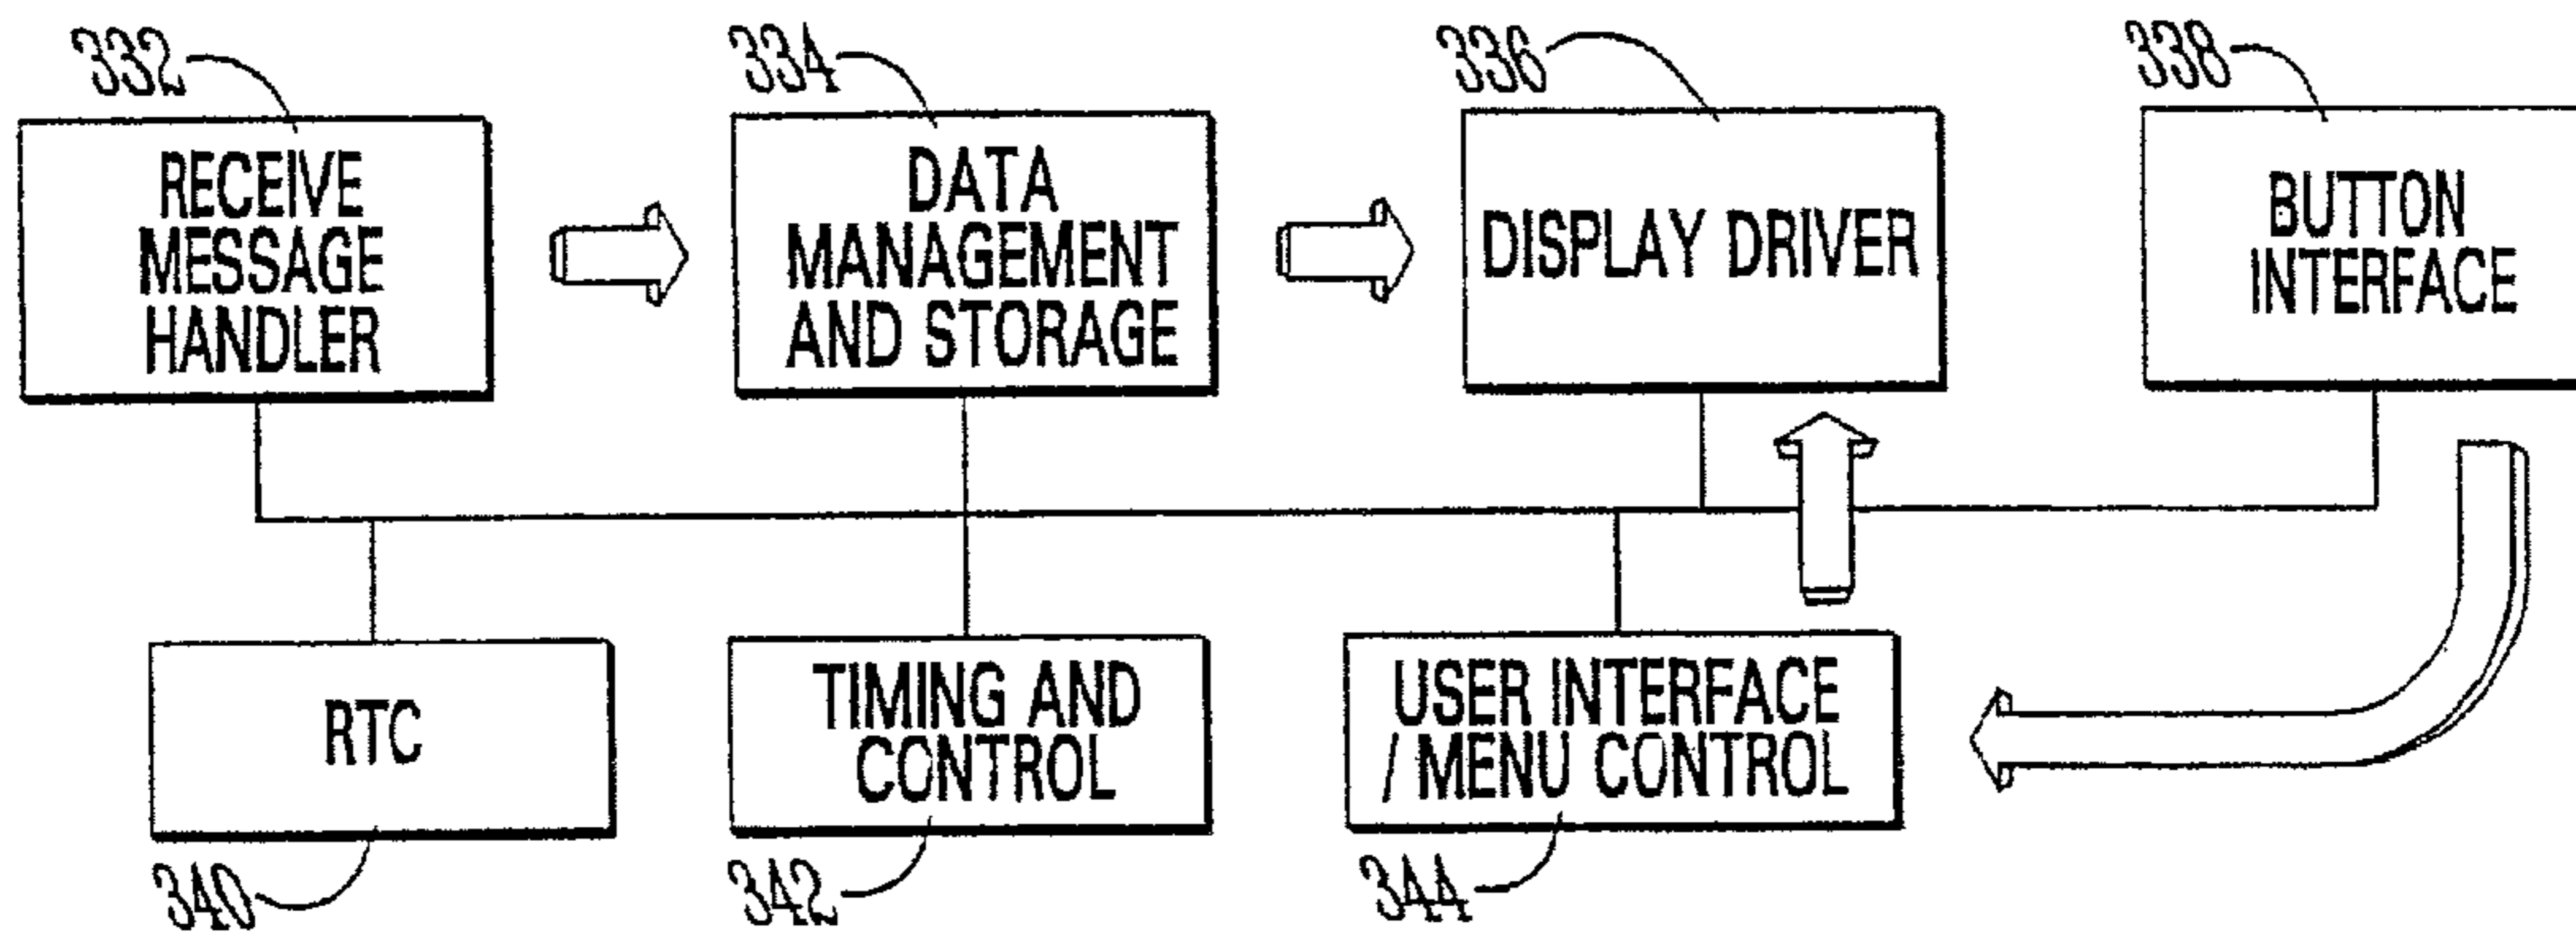 332
334
336
338
RECEIVE
MESSAGE
HANDLER
DATA
MANAGEMENT
AND STORAGE
DISPLAY DRIVER
BUTTON
INTERFACE
RTC
TIMING AND
CONTROL
USER INTERFACE
/ MENU CONTROL
340
342
344